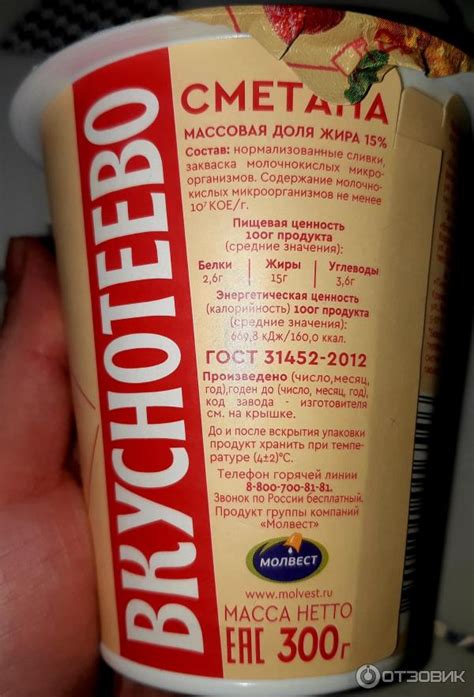 ВКУСНОТЕЕВО
СМЕТАНА
МАССОВАЯ ДОЛЯ ЖИРА 15%
Состав: нормализованные сливки,
закваска молочнокислых микро-
организмов. Содержание молочно-
кислых микроорганизмов не менее
10⁷ КОЕ/г.
Пищевая ценность
100г продукта
(средние значения):
Белки Жиры Углеводы
2,6г 15г 3,6г
Энергетическая ценность
(калорийность) 100г продукта
(средние значения):
669,8 кДж/160,0 ккал.
ГОСТ 31452-2012
Произведено (число,месяц,
год),годен до (число, месяц, год),
код завода - изготовителя
см. на крышке.
До и после вскрытия упаковки
продукт хранить при темпе-
ратуре (4±2)°С.
Телефон горячей линии
8-800-700-81-81.
Звонок по России бесплатный.
Продукт группы компаний
«Молвест»
МОЛВЕСТ
www.molvest.ru
МАССА НЕТТО
ЕАС 300г
ОТЗОВИК